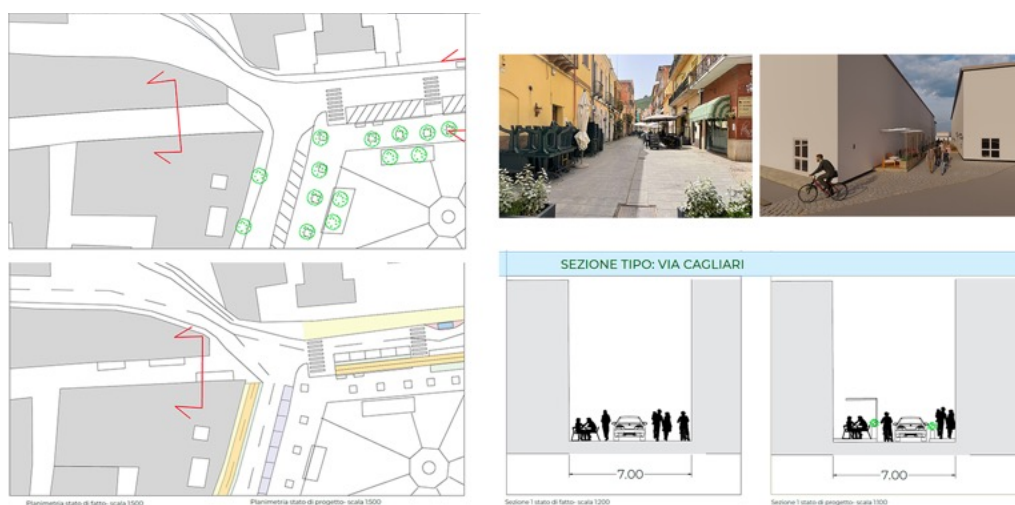 SEZIONE TIPO: VIA CAGLIARI
7.00
7.00
Planimetria stato di fatto- scala 1:500
Planimetria stato di progetto- scala 1:500
Sezione 1 stato di fatto- scala 1:200
Sezione 1 stato di progetto- scala 1:100